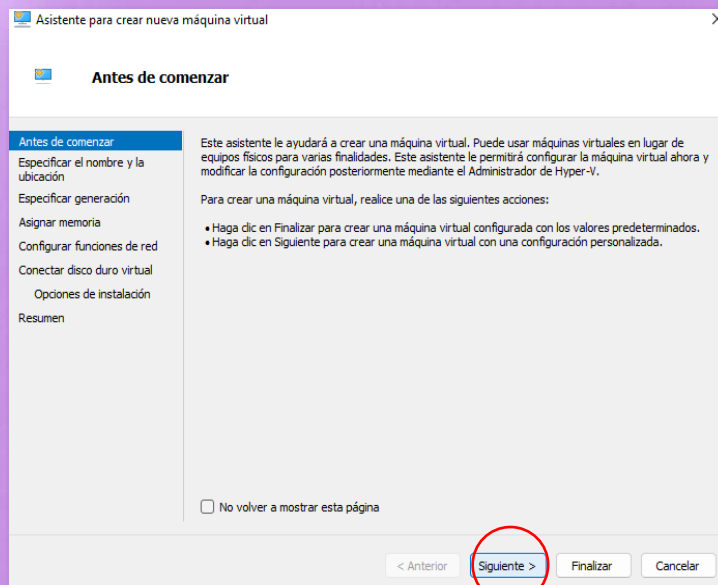 Asistente para crear nueva máquina virtual
Antes de comenzar
Antes de comenzar
Especificar el nombre y la
ubicación
Especificar generación
Asignar memoria
Configurar funciones de red
Conectar disco duro virtual
Opciones de instalación
Resumen
Este asistente le ayudará a crear una máquina virtual. Puede usar máquinas virtuales en lugar de
equipos físicos para varias finalidades. Este asistente le permitirá configurar la máquina virtual ahora y
modificar la configuración posteriormente mediante el Administrador de Hyper-V.
Para crear una máquina virtual, realice una de las siguientes acciones:
• Haga clic en Finalizar para crear una máquina virtual configurada con los valores predeterminados.
• Haga clic en Siguiente para crear una máquina virtual con una configuración personalizada.
No volver a mostrar esta página
< Anterior Siguiente > Finalizar Cancelar